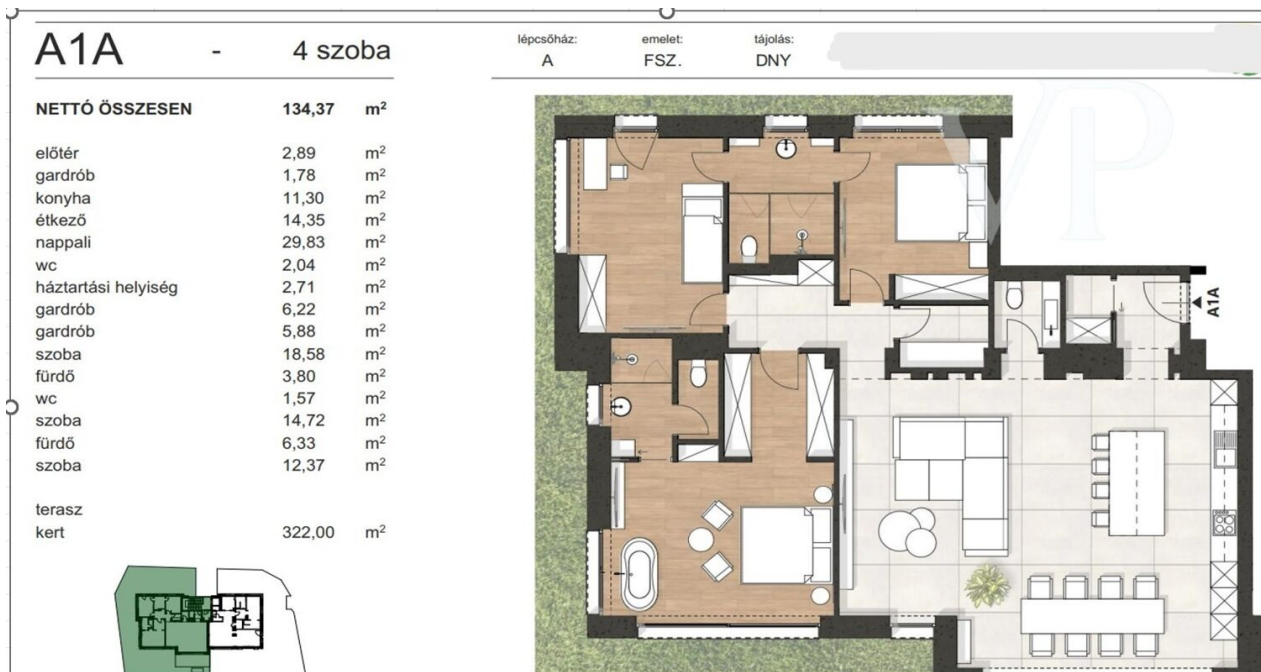 A1A - 4 szoba
lépcsőház: emelet: tájolás:
A FSZ. DNY
NETTÓ ÖSSZESEN 134,37 m²
előtér 2,89 m²
gardrób 1,78 m²
konyha 11,30 m²
étkező 14,35 m²
nappali 29,83 m²
wc 2,04 m²
háztartási helyiség 2,71 m²
gardrób 6,22 m²
gardrób 5,88 m²
szoba 18,58 m²
fürdő 3,80 m²
wc 1,57 m²
szoba 14,72 m²
fürdő 6,33 m²
szoba 12,37 m²
terasz
kert 322,00 m²
VP
A1A